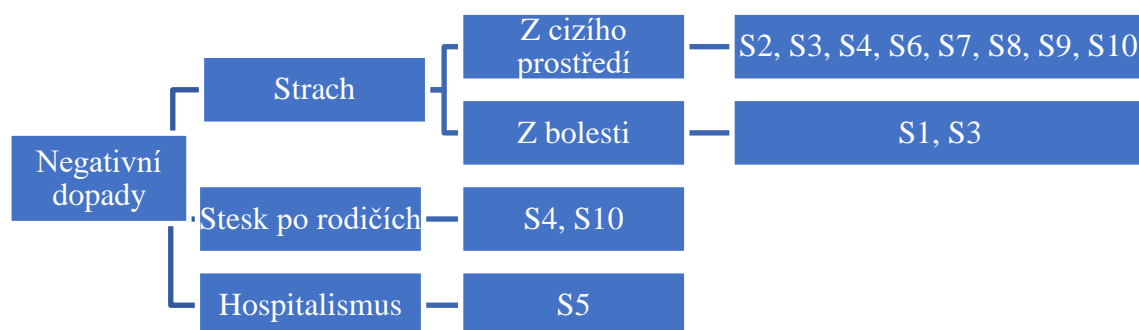 Negativní
dopady
Strach
Z cizího
prostředí
S2, S3, S4, S6, S7, S8, S9, S10
Z bolesti
S1, S3
Stesk po rodičích
S4, S10
Hospitalismus
S5